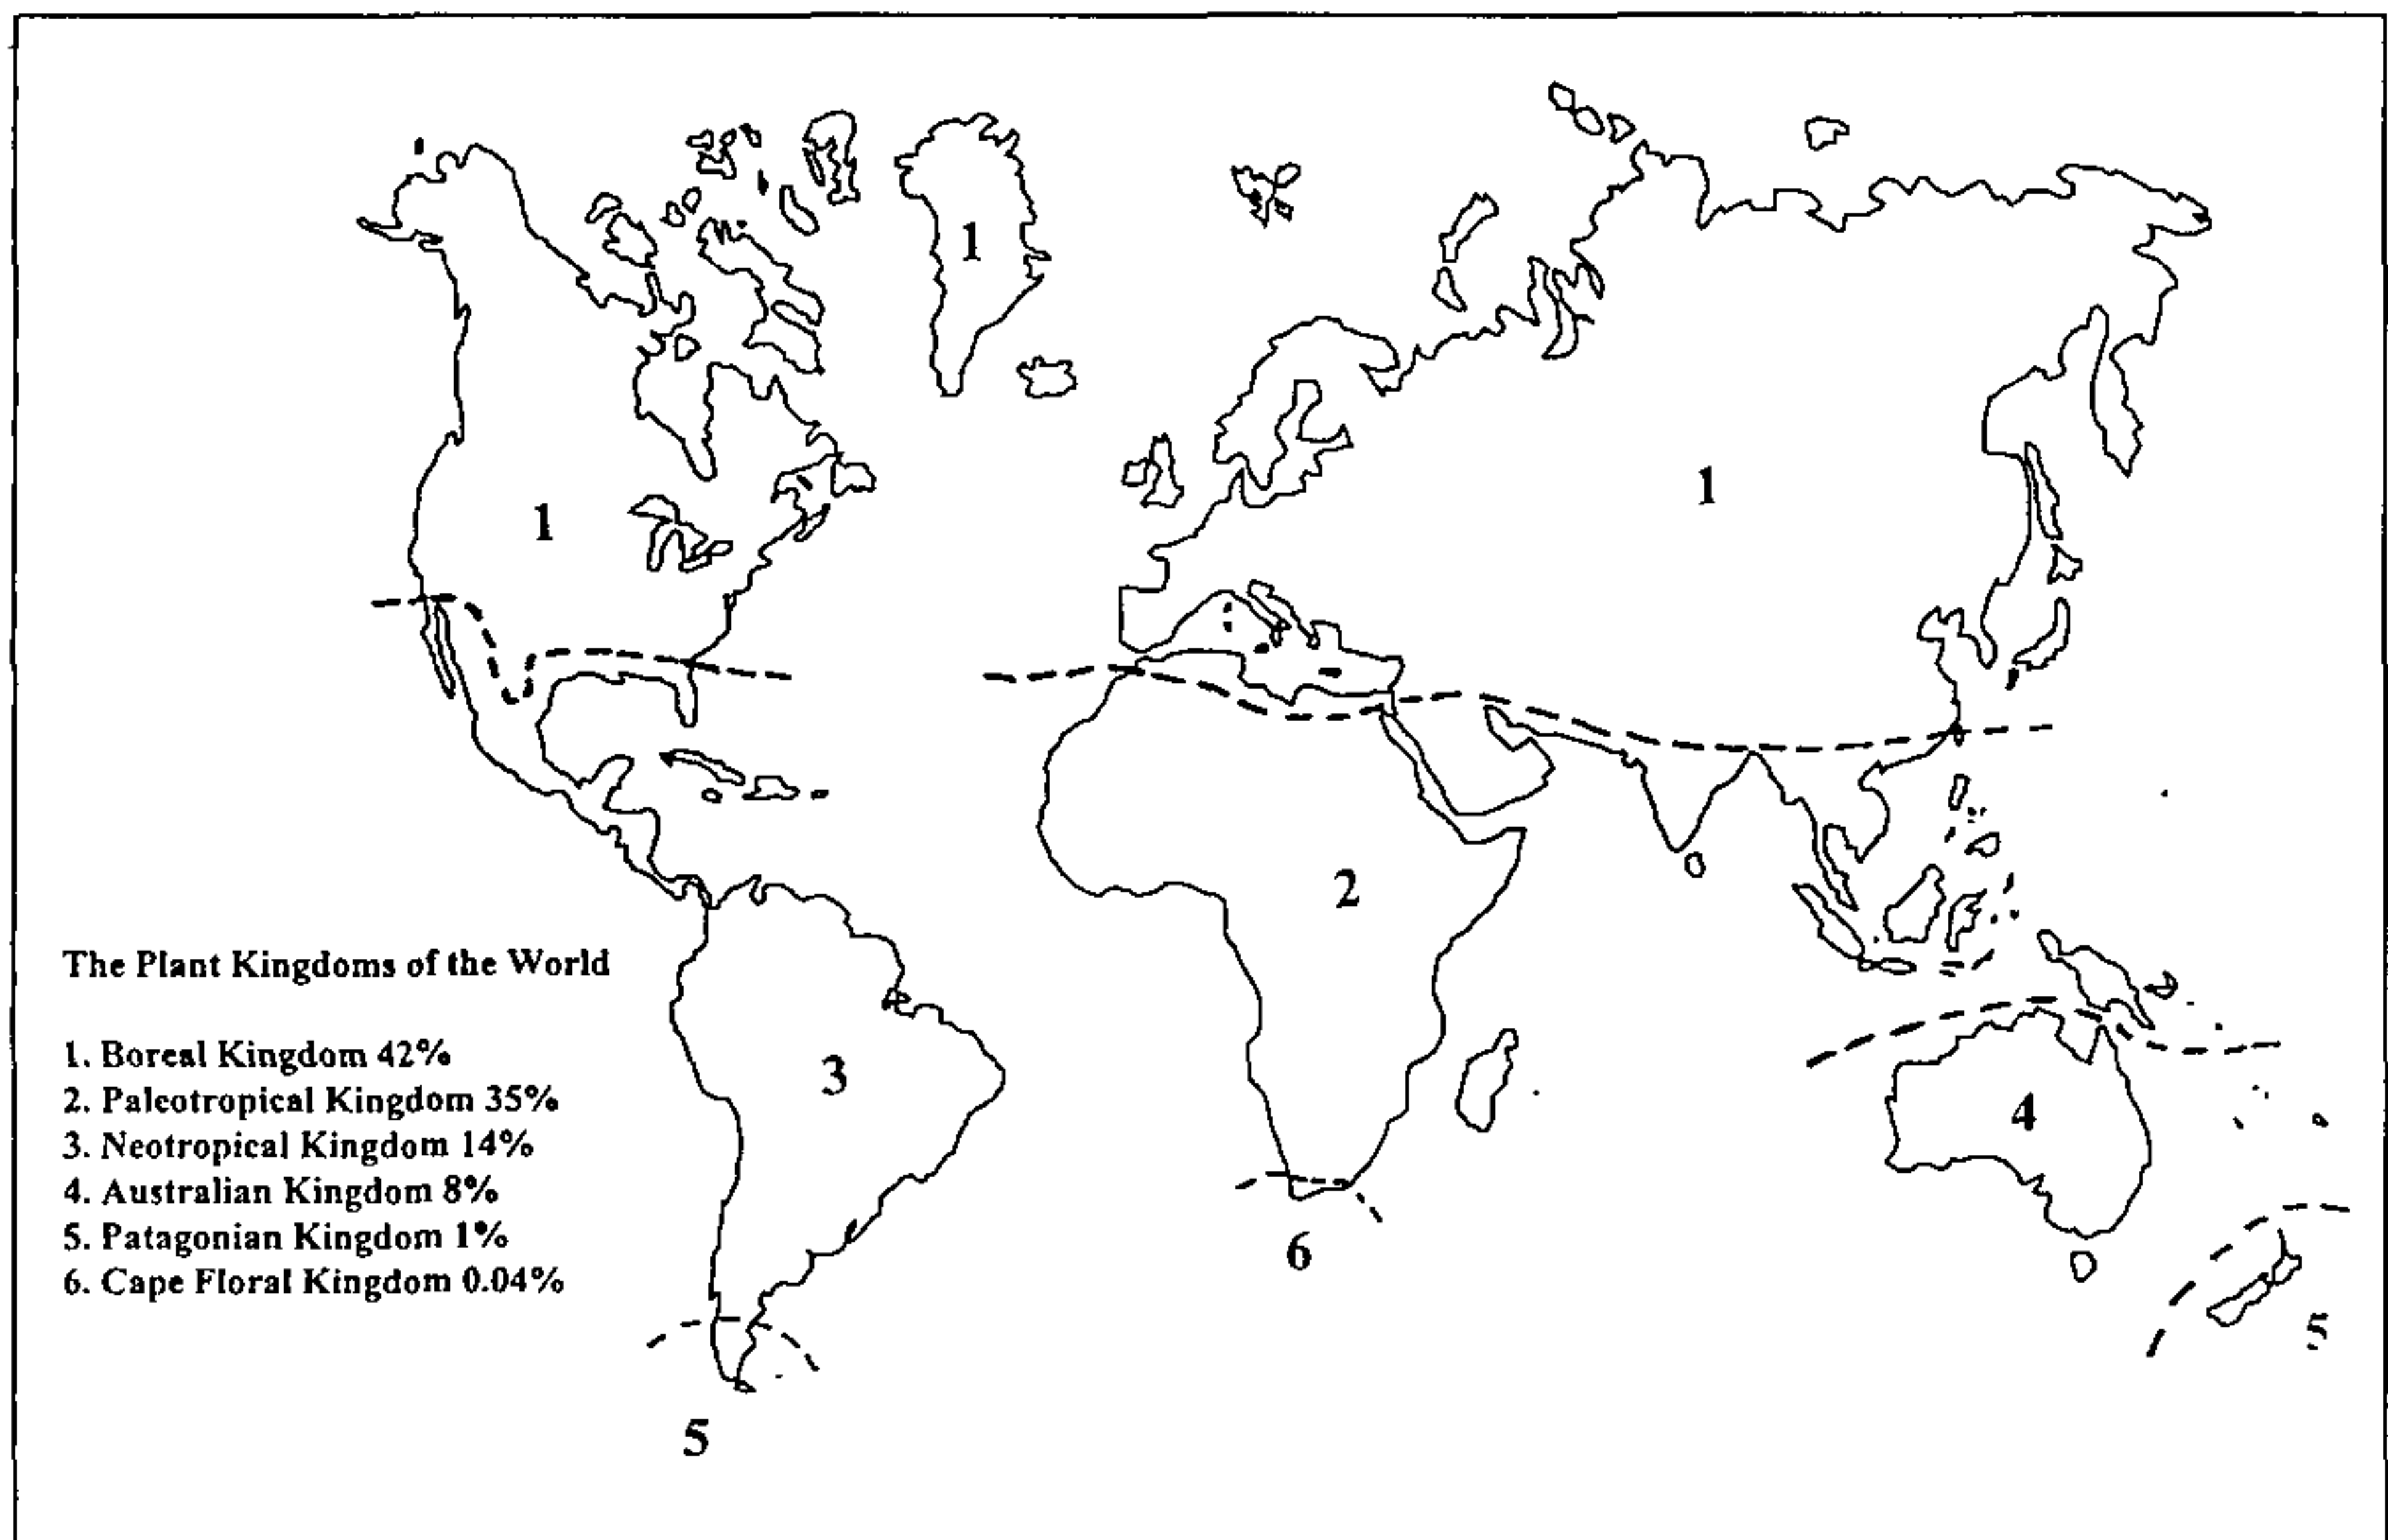 1
1
1
2
The Plant Kingdoms of the World
1. Boreal Kingdom 42%
2. Paleotropical Kingdom 35%
3. Neotropical Kingdom 14%
4. Australian Kingdom 8%
5. Patagonian Kingdom 1%
6. Cape Floral Kingdom 0.04%
3
4
6
5
5